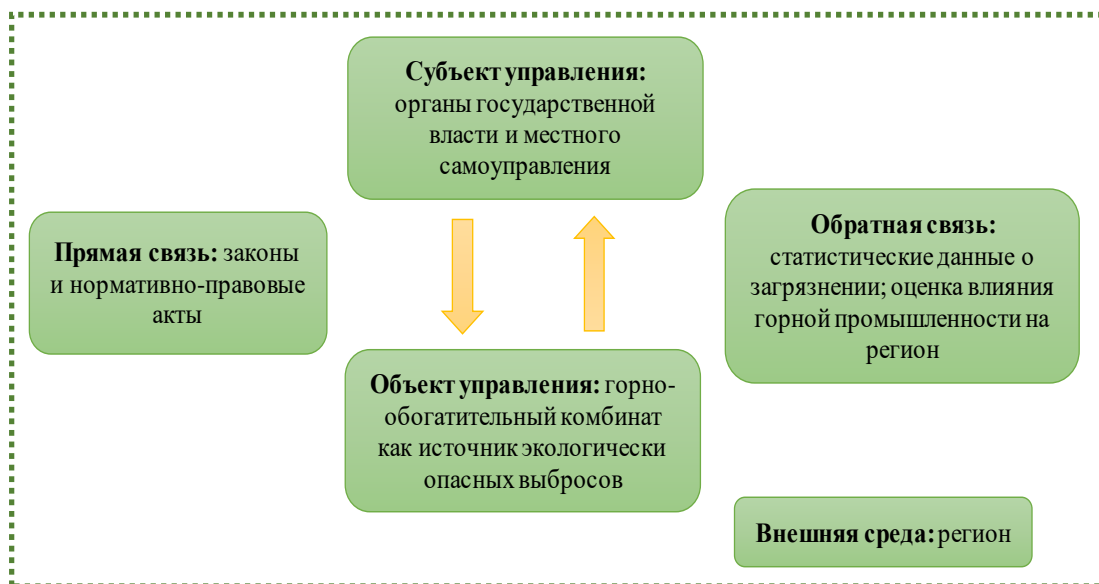 Субъект управления:
органы государственной
власти и местного
самоуправления
Прямая связь: законы
и нормативно-правовые
акты
Обратная связь:
статистические данные о
загрязнении; оценка влияния
горной промышленности на
регион
Объект управления: горно-
обогатительный комбинат
как источник экологически
опасных выбросов
Внешняя среда: регион